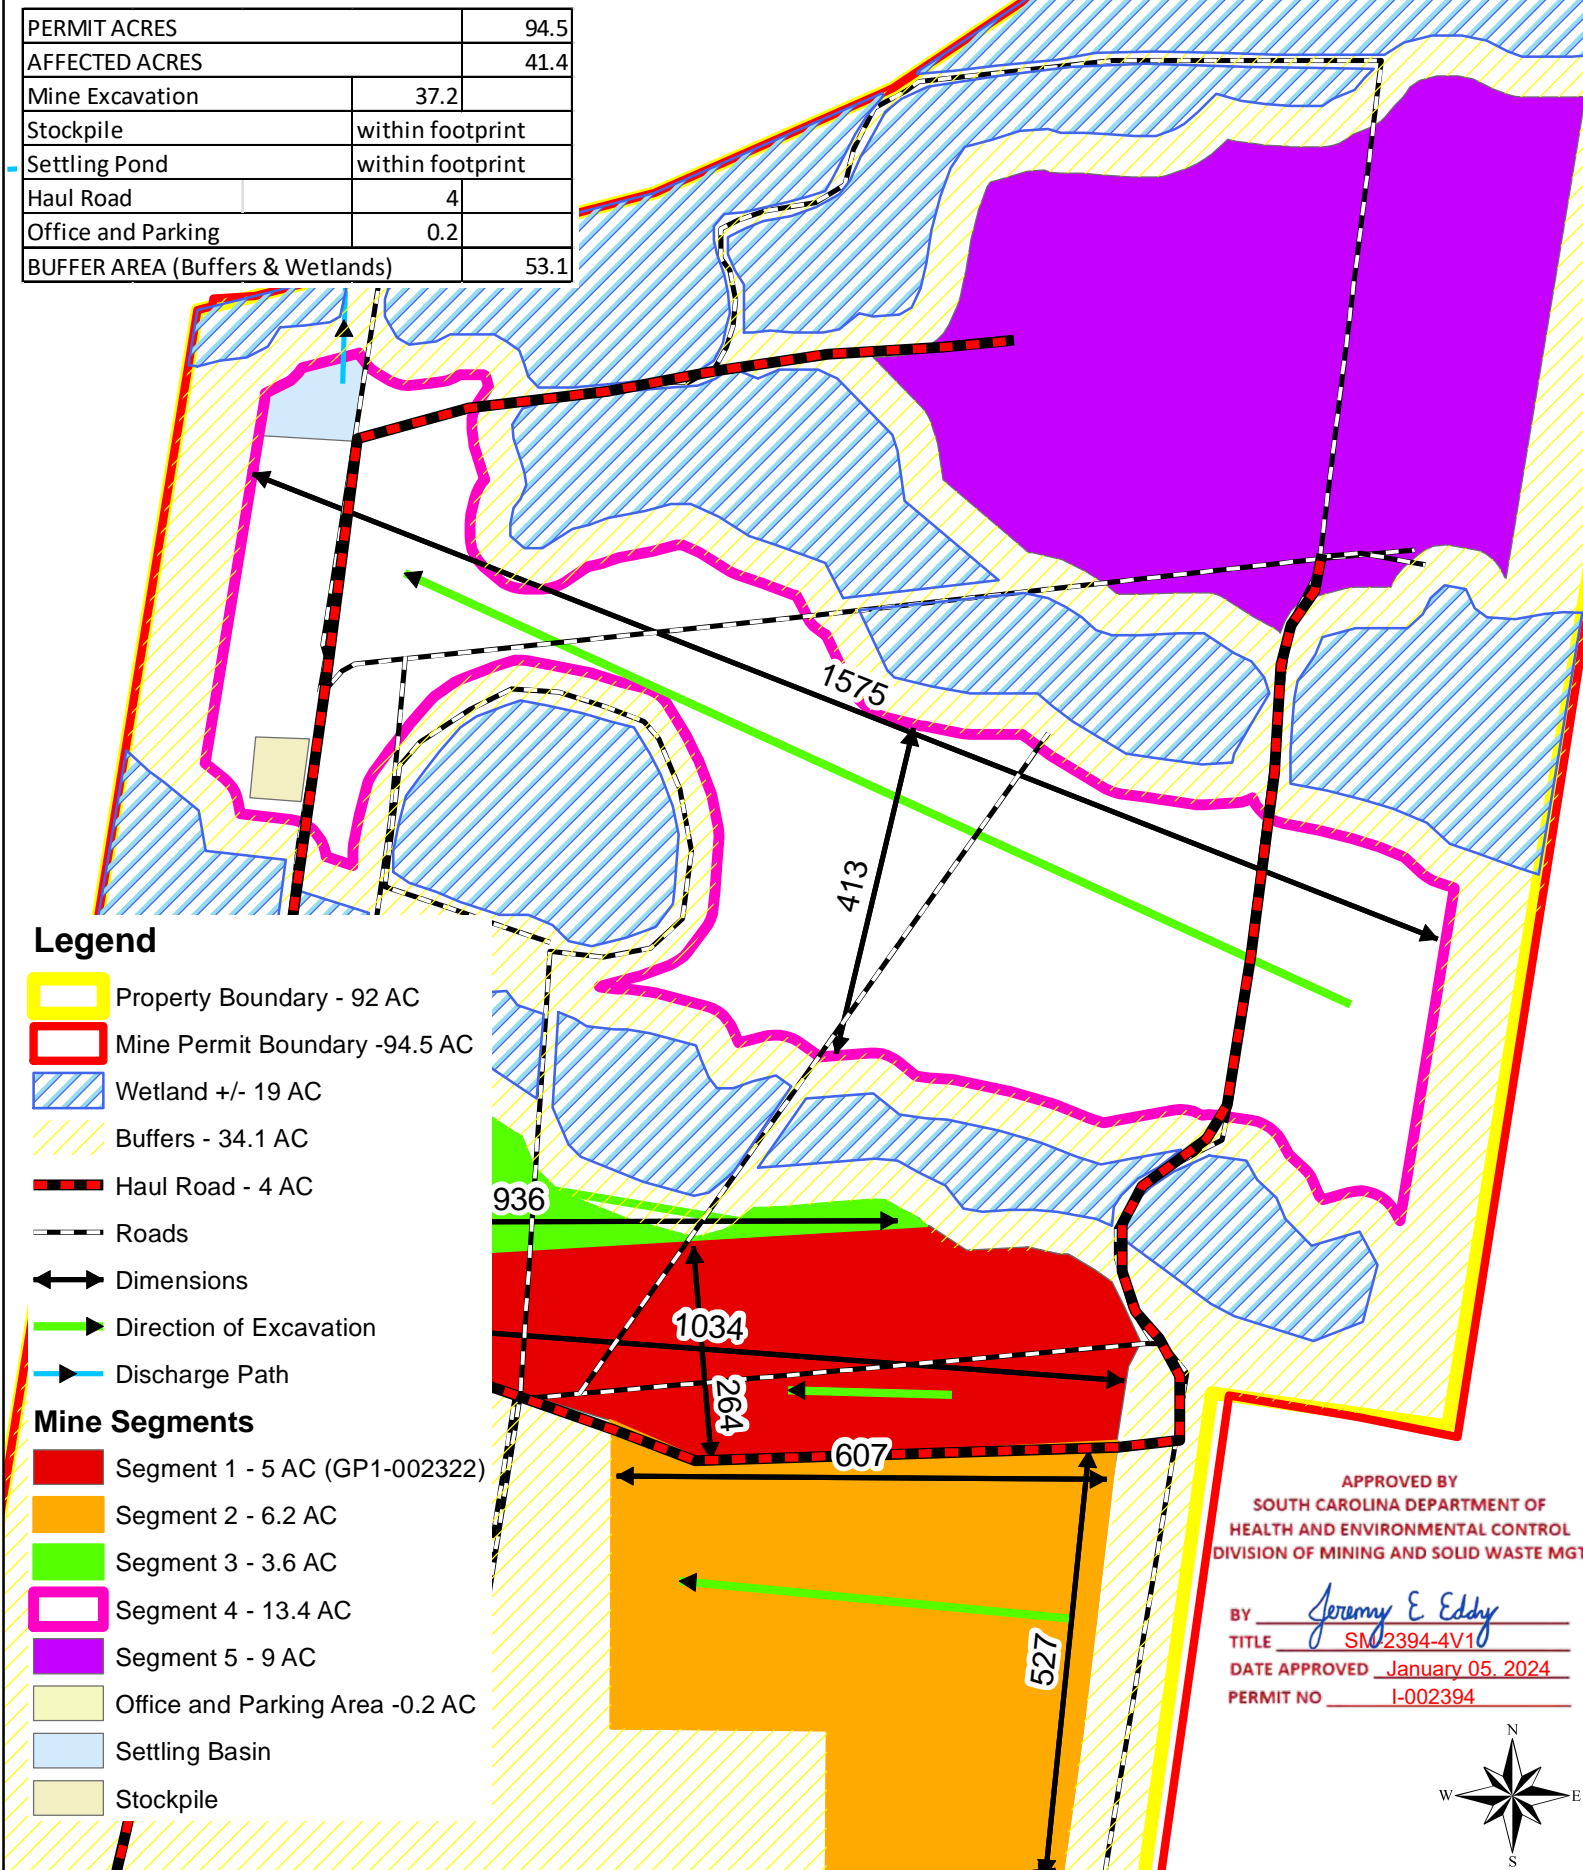 PERMIT ACRES 94.5
AFFECTED ACRES 41.4
Mine Excavation 37.2
Stockpile within footprint
Settling Pond within footprint
Haul Road 4
Office and Parking 0.2
BUFFER AREA (Buffers & Wetlands) 53.1
1575
413
936
1034
264
607
527
Legend
Property Boundary - 92 AC
Mine Permit Boundary -94.5 AC
Wetland +/- 19 AC
Buffers - 34.1 AC
Haul Road - 4 AC
Roads
Dimensions
Direction of Excavation
Discharge Path
Mine Segments
Segment 1 - 5 AC (GP1-002322)
Segment 2 - 6.2 AC
Segment 3 - 3.6 AC
Segment 4 - 13.4 AC
Segment 5 - 9 AC
Office and Parking Area -0.2 AC
Settling Basin
Stockpile
APPROVED BY
SOUTH CAROLINA DEPARTMENT OF
HEALTH AND ENVIRONMENTAL CONTROL
DIVISION OF MINING AND SOLID WASTE MGT
BY Jeremy E Eddy
TITLE SM-2394-4V1
DATE APPROVED January 05, 2024
PERMIT NO I-002394
N
W E
S